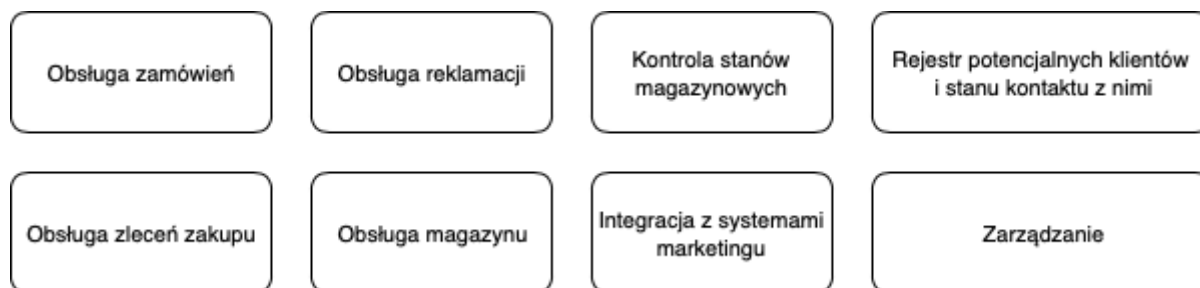 Obsługa zamówień
Obsługa reklamacji
Kontrola stanów
magazynowych
Rejestr potencjalnych klientów
i stanu kontaktu z nimi
Obsługa zleceń zakupu
Obsługa magazynu
Integracja z systemami
marketingu
Zarządzanie